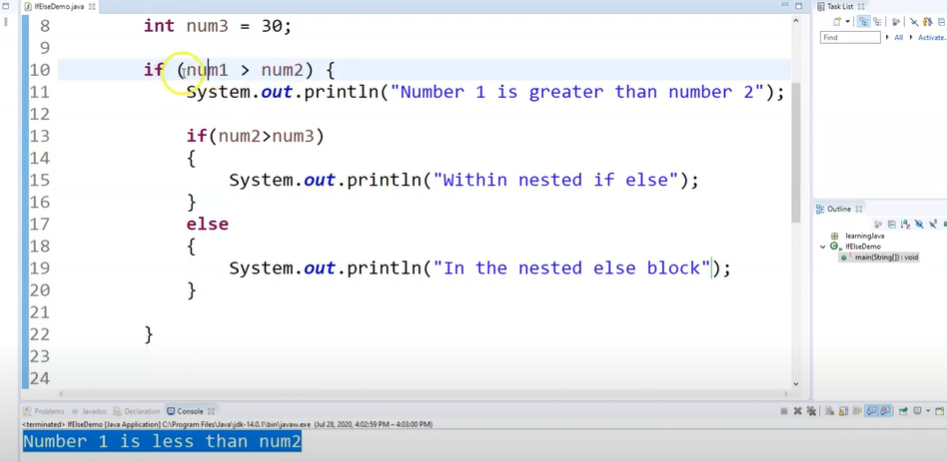 IfElseDemo.java
8 int num3 = 30;
9
10 if (num1 > num2) {
11 System.out.println("Number 1 is greater than number 2");
12
13 if(num2>num3)
14 {
15 System.out.println("Within nested if else");
16 }
17 else
18 {
19 System.out.println("In the nested else block");
20 }
21
22 }
23
24
Task List
Find
All
Activate...
Outline
learningJava
IfElseDemo
main(String[]) : void
Problems
Javadoc
Declaration
Console
<terminated> IfElseDemo [Java Application] C:\Program Files\Java\jdk-14.0.1\bin\javaw.exe (Jul 28, 2020, 4:02:59 PM – 4:03:00 PM)
Number 1 is less than num2